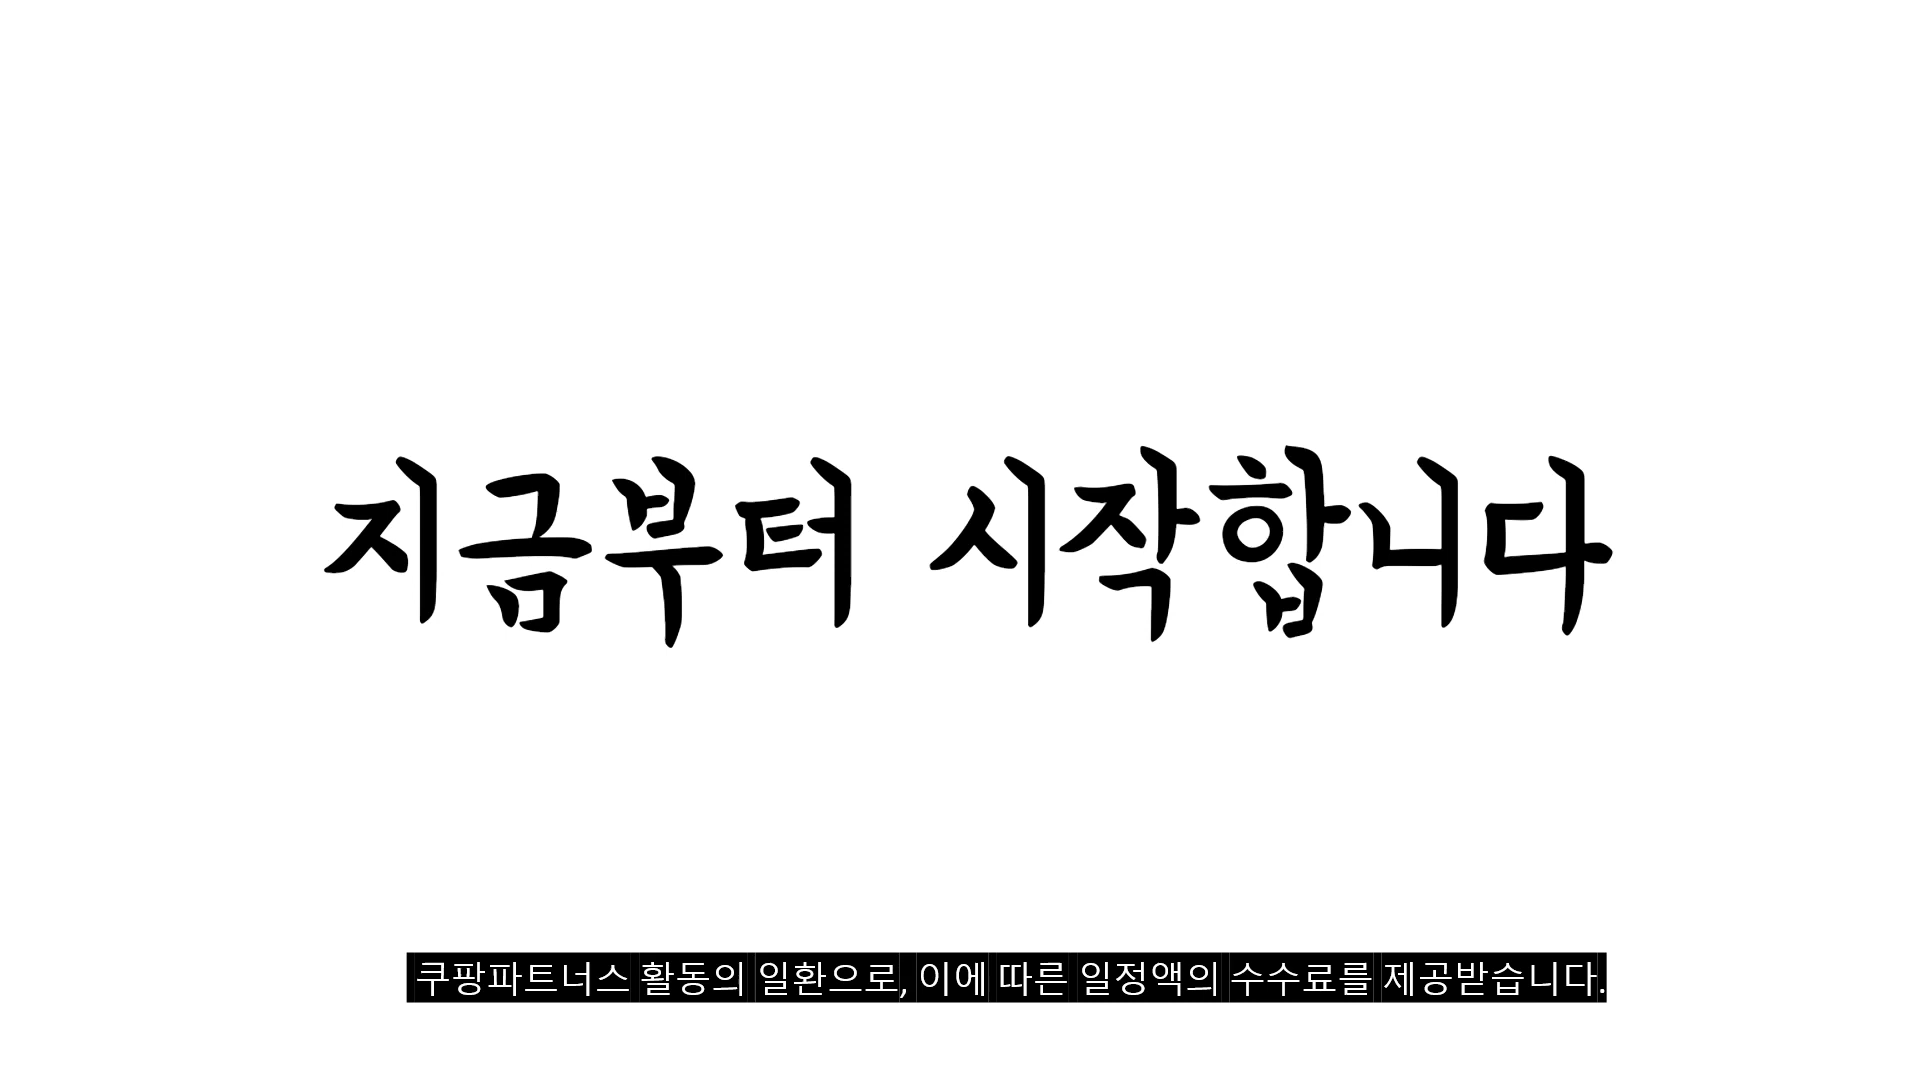 지금부터 시작합니다
쿠팡파트너스 활동의 일환으로, 이에 따른 일정액의 수수료를 제공받습니다.